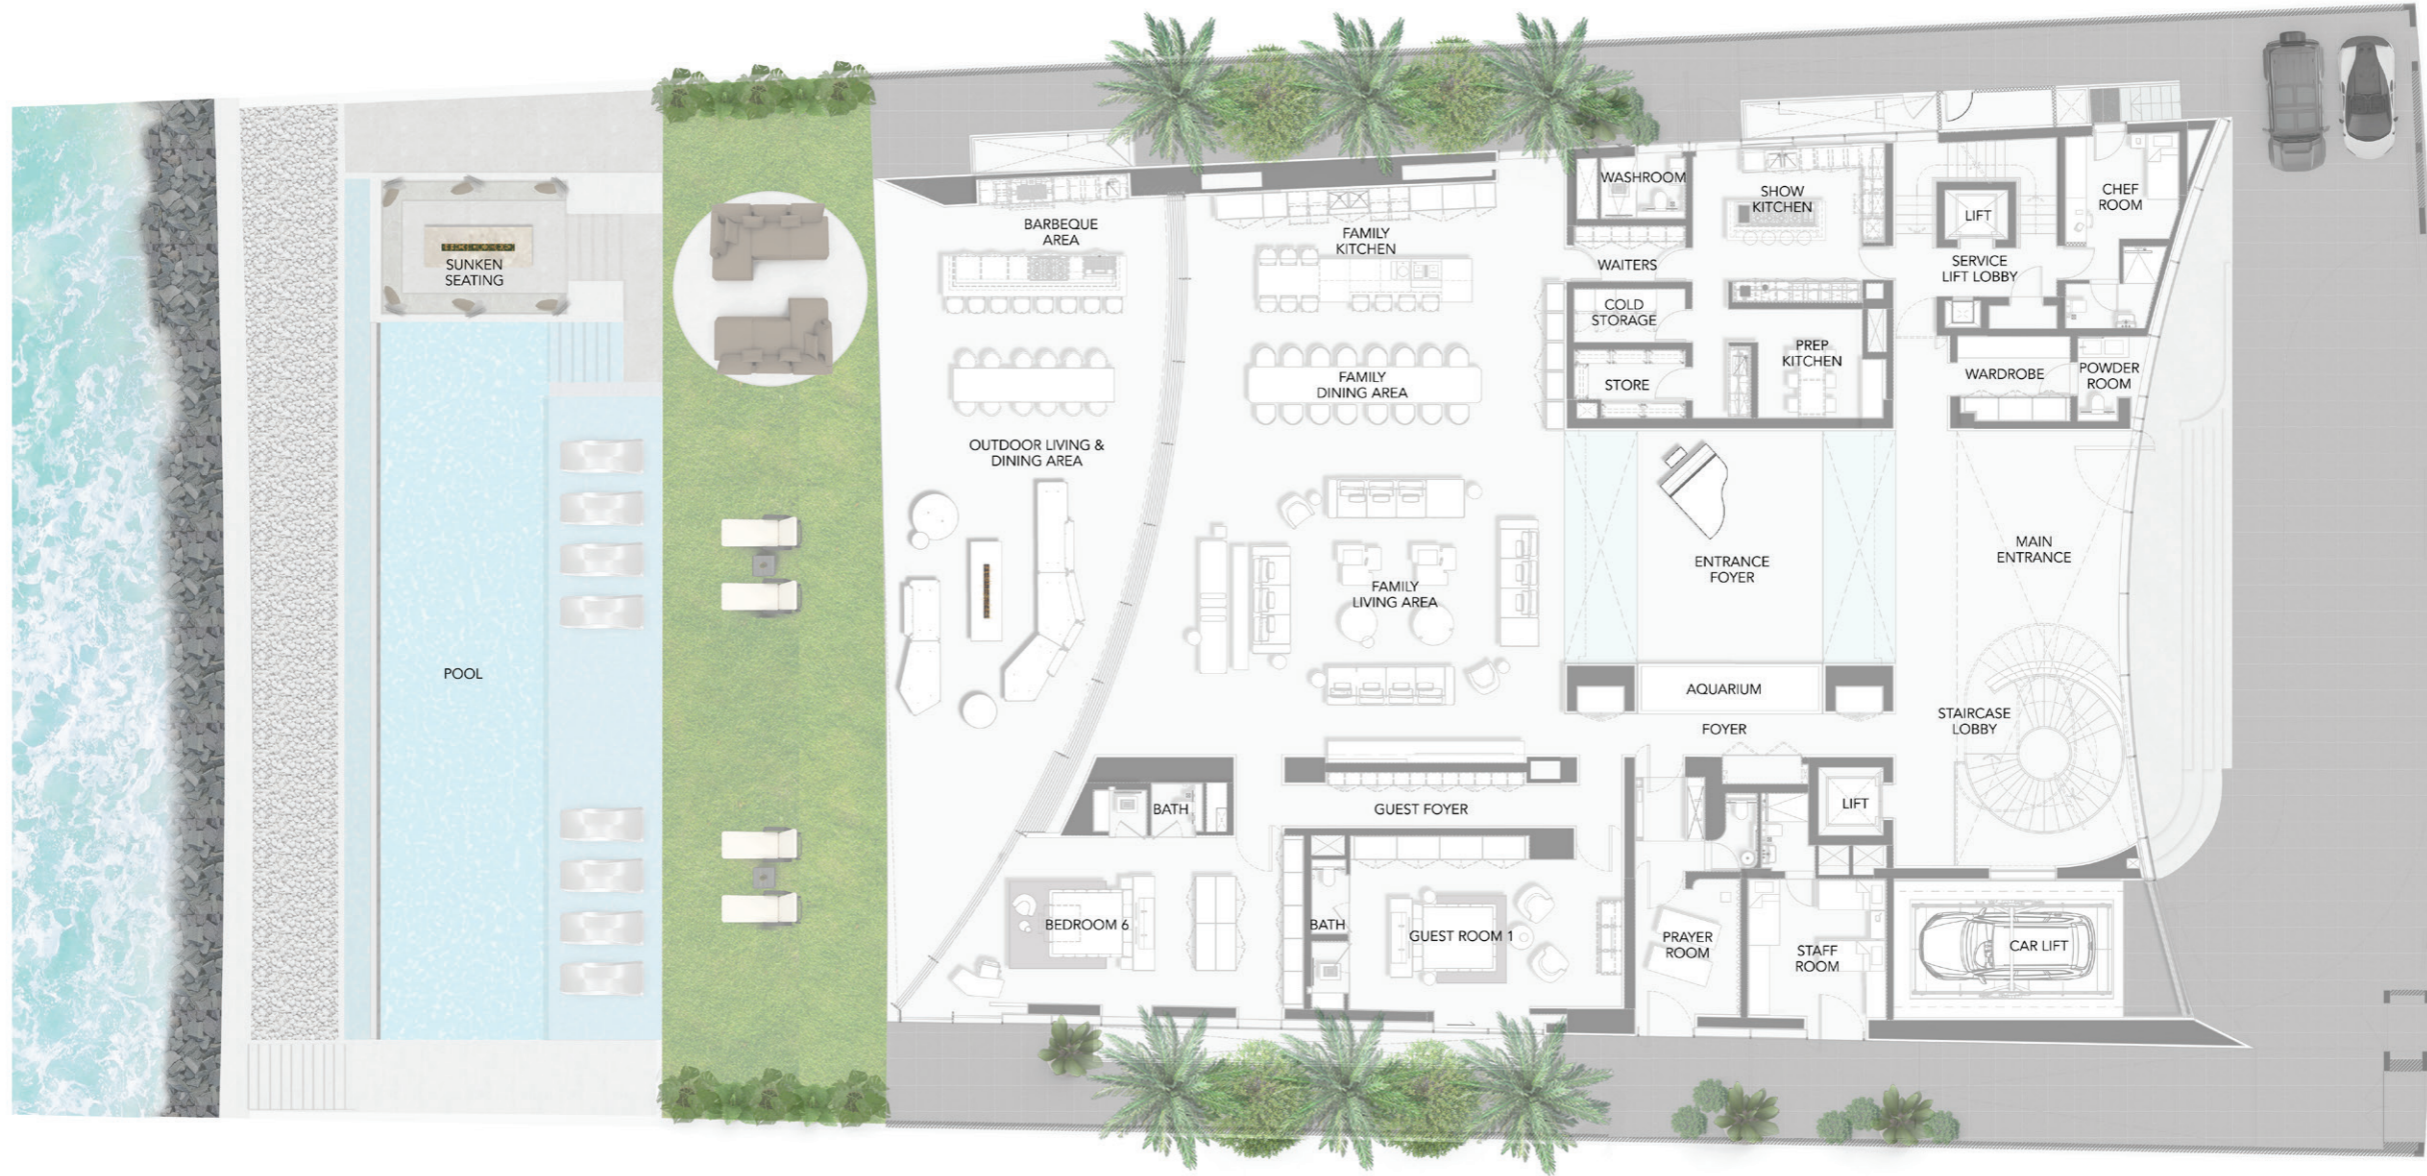 WASHROOM
SHOW
KITCHEN
CHEF
ROOM
LIFT
BARBEQUE
AREA
FAMILY
KITCHEN
SUNKEN
SEATING
WAITERS
SERVICE
LIFT LOBBY
COLD
STORAGE
PREP
KITCHEN
FAMILY
DINING AREA
STORE
WARDROBE
POWDER
ROOM
OUTDOOR LIVING &
DINING AREA
MAIN
ENTRANCE
ENTRANCE
FOYER
FAMILY
LIVING AREA
POOL
AQUARIUM
STAIRCASE
LOBBY
FOYER
BATH
GUEST FOYER
LIFT
BEDROOM 6
BATH
GUEST ROOM 1
PRAYER
ROOM
STAFF
ROOM
CAR LIFT